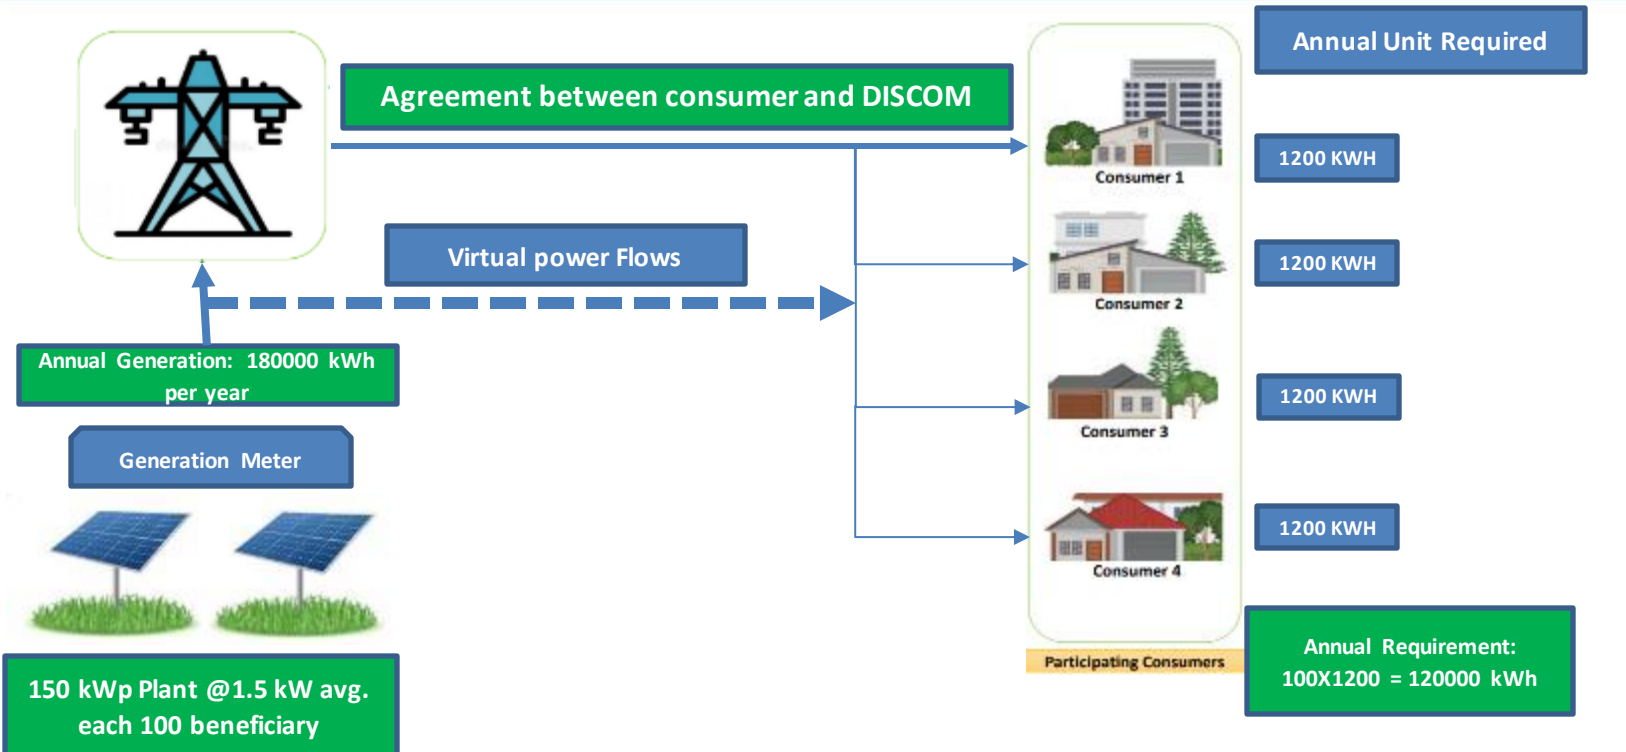 Annual Unit Required
Agreement between consumer and DISCOM
1200 KWH
Consumer 1
Virtual power Flows
1200 KWH
Consumer 2
Annual Generation: 180000 kWh
per year
1200 KWH
Consumer 3
Generation Meter
1200 KWH
Consumer 4
Participating Consumers
Annual Requirement:
100X1200 = 120000 kWh
150 kWp Plant @1.5 kW avg.
each 100 beneficiary